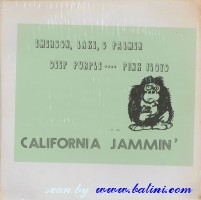 EMERSON, LAKE, & PALMER
DEEP PURPLE •••• PINK FLOYD
CALIFORNIA JAMMIN'
scan by www.balini.com